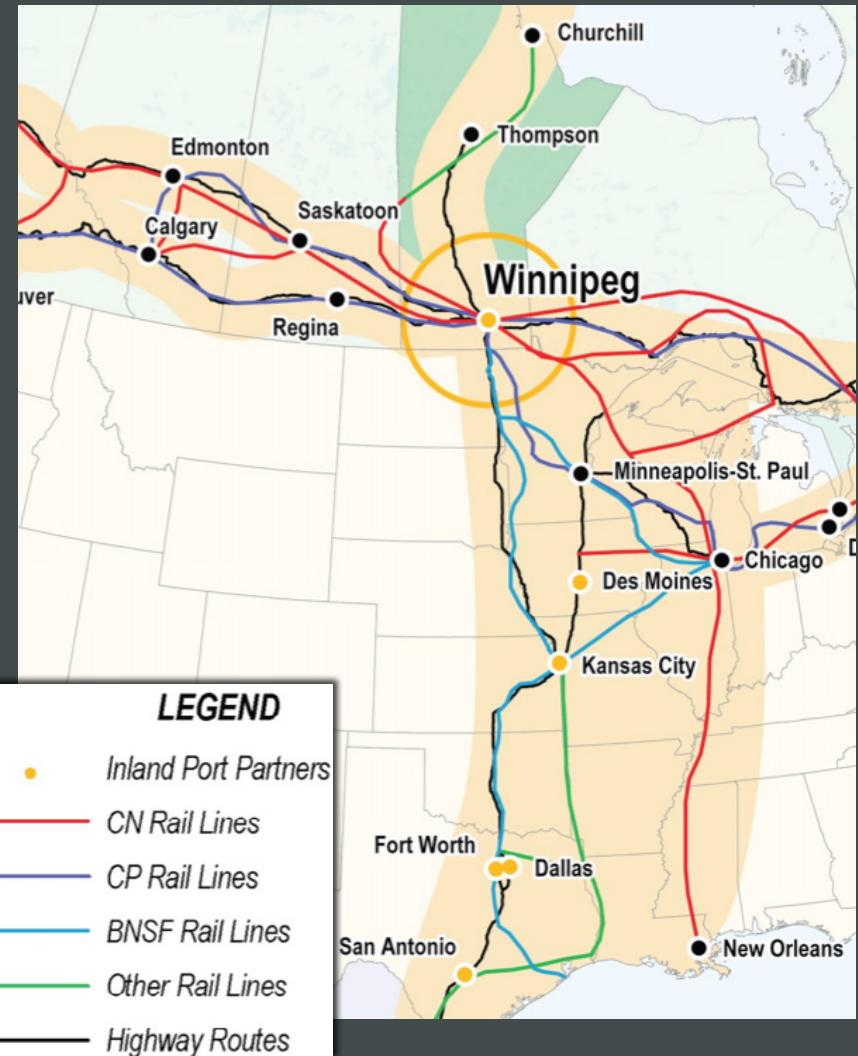 Churchill
Thompson
Edmonton
Saskatoon
Calgary
Winnipeg
uver
Regina
Minneapolis-St. Paul
Chicago
D
Des Moines
Kansas City
LEGEND
Inland Port Partners
CN Rail Lines
CP Rail Lines
BNSF Rail Lines
Other Rail Lines
Highway Routes
Fort Worth
Dallas
San Antonio
New Orleans